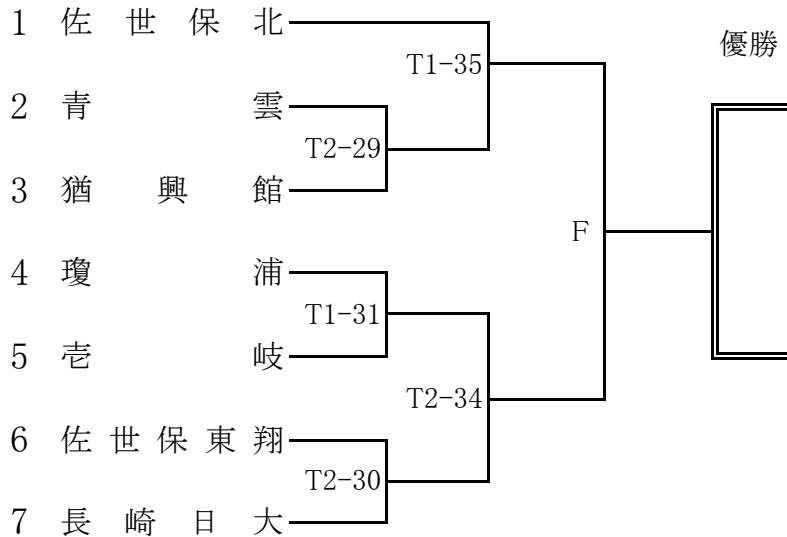 1 佐世保北
T1-35
優勝
2 青雲
T2-29
3 猶興館
F
4 瓊浦
T1-31
5 壱岐
T2-34
6 佐世保東翔
T2-30
7 長崎日大